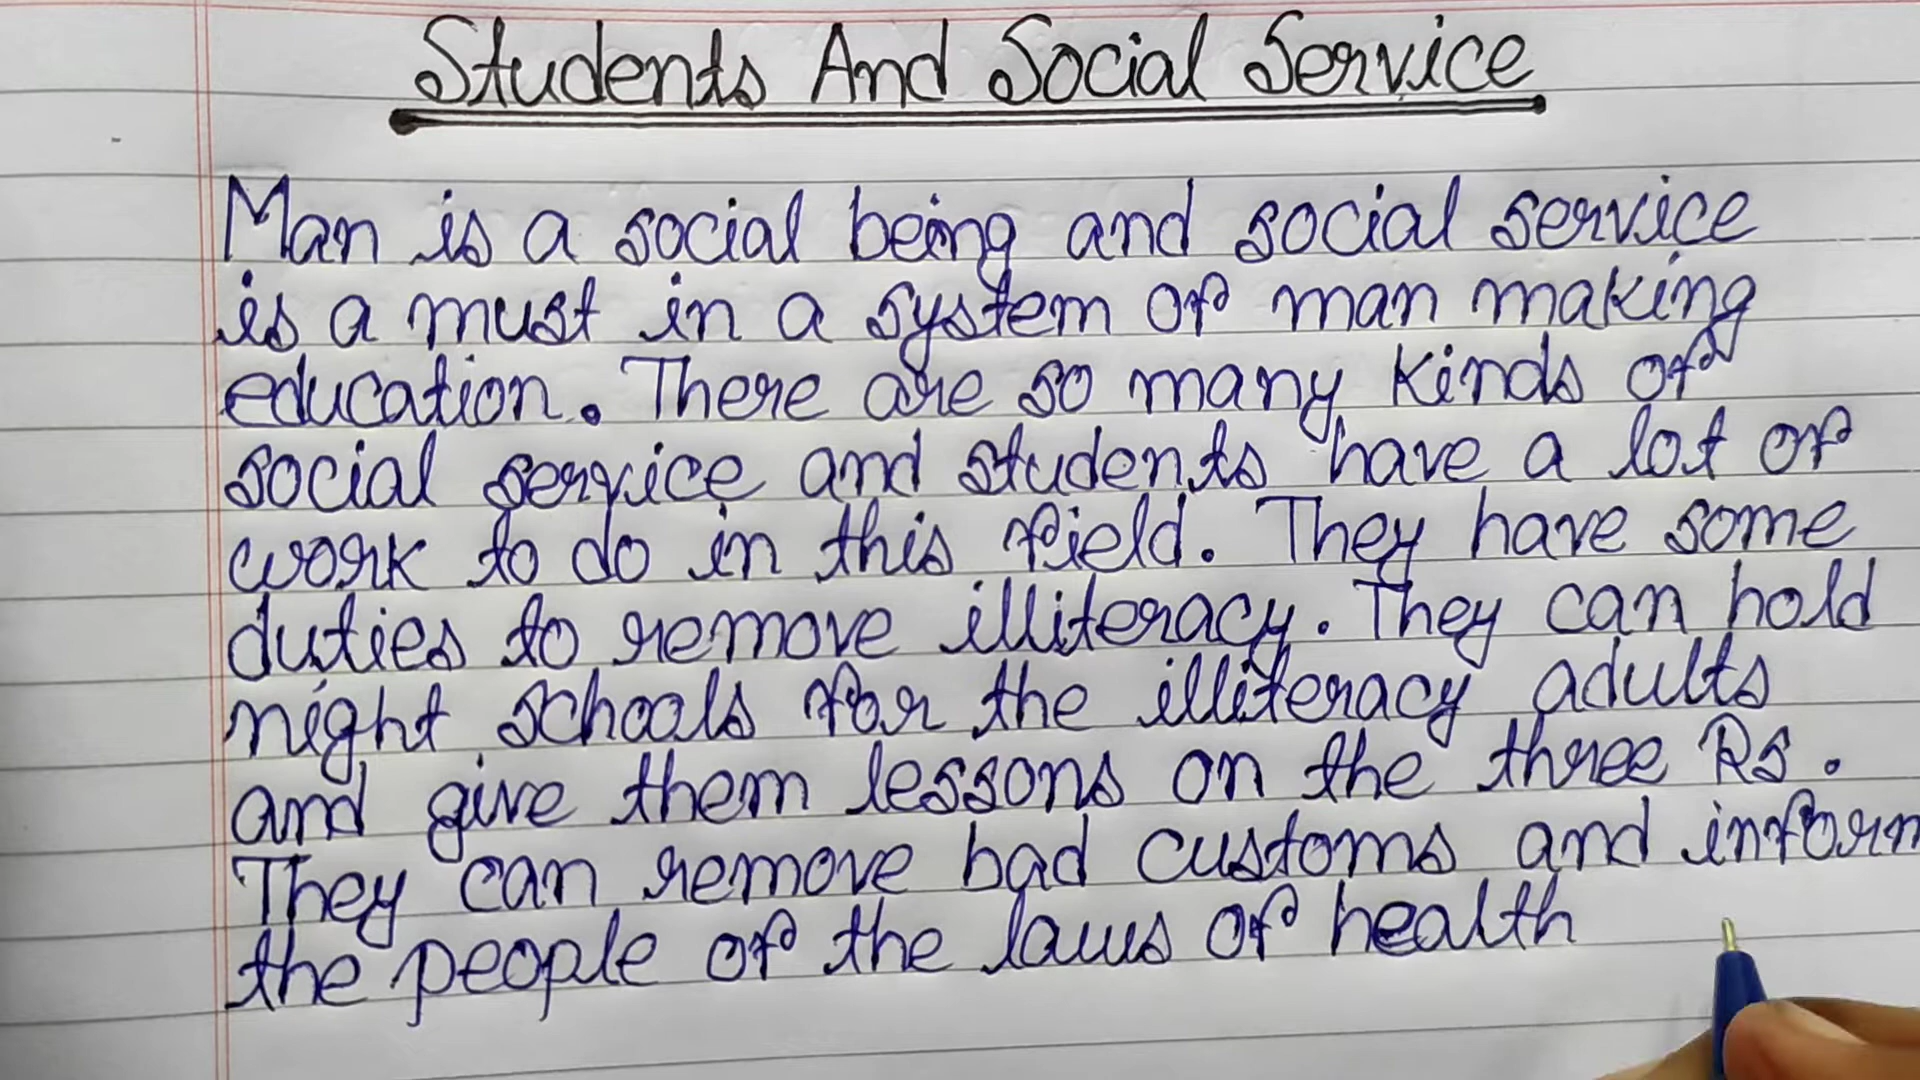 Students And Social Service
Man is a social being and social service
is a must in a system of man making
education. There are so many kinds of
social service and students have a lot of
work to do in this field. They have some
duties to remove illiteracy. They can hold
night schools for the illiteracy adults
and give them lessons on the three Rs.
They can remove bad customs and inform
the people of the laws of health